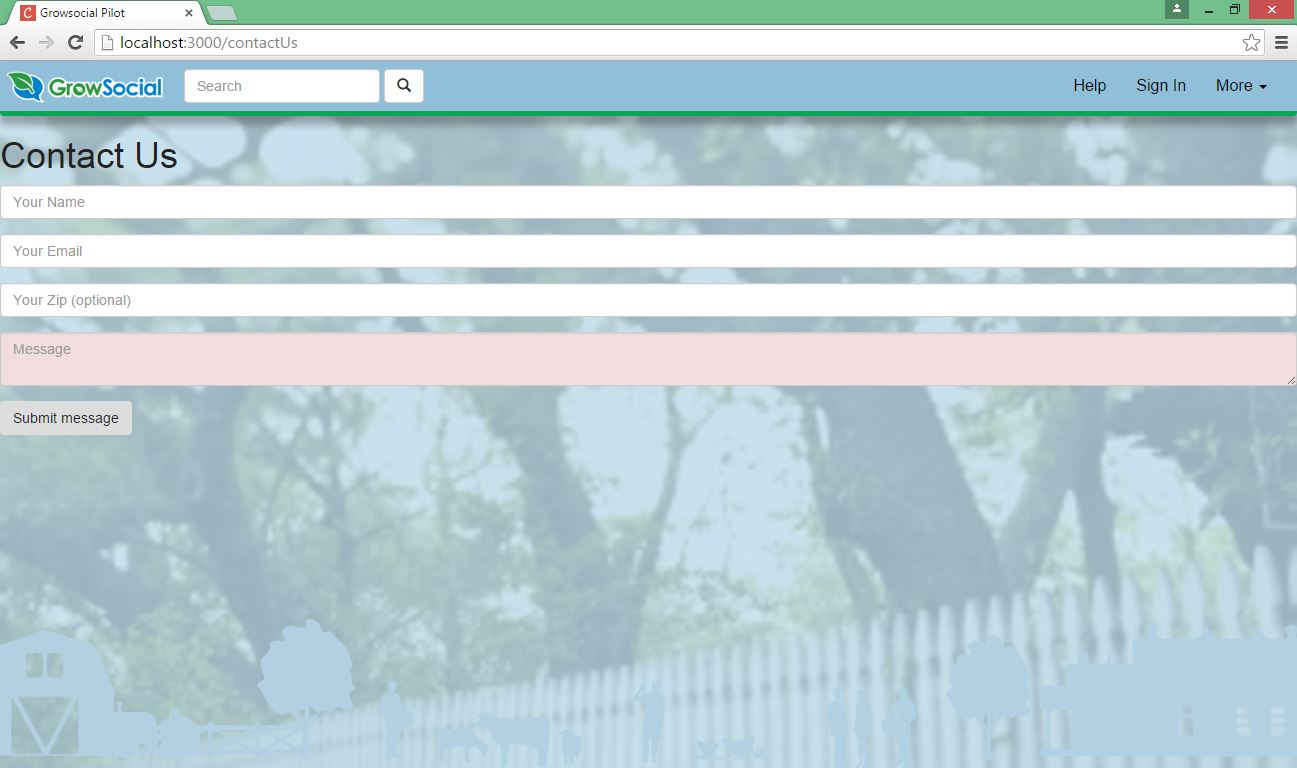 Growsocial Pilot
localhost:3000/contactUs
GrowSocial
Search
Help
Sign In
More
Contact Us
Your Name
Your Email
Your Zip (optional)
Message
Submit message